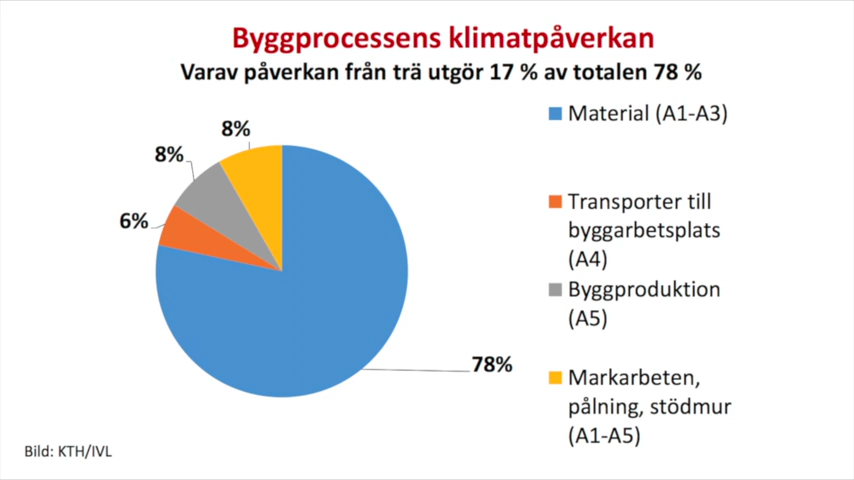 Byggprocessens klimatpåverkan
Varav påverkan från trä utgör 17 % av totalen 78 %
8%
8%
6%
78%
Material (A1-A3)
Transporter till
byggarbetsplats
(A4)
Byggproduktion
(A5)
Markarbeten,
pålning, stödmur
(A1-A5)
Bild: KTH/IVL